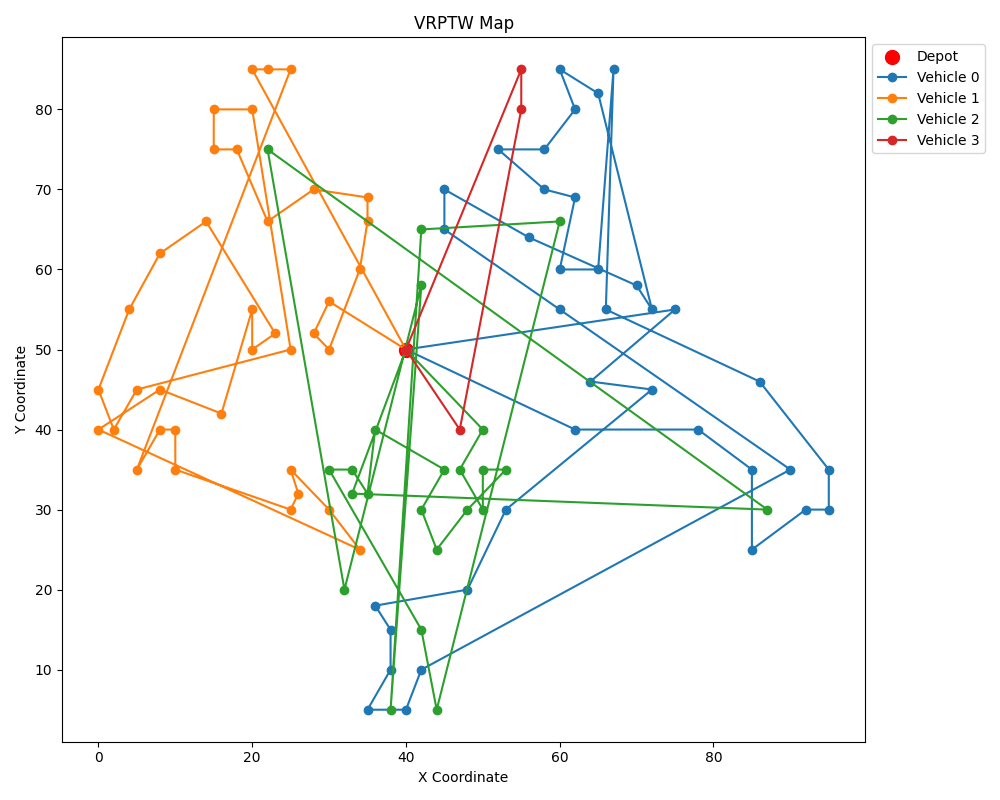 VRPTW Map
Depot
Vehicle 0
Vehicle 1
Vehicle 2
Vehicle 3
Y Coordinate
80
70
60
50
40
30
20
10
0
20
40
60
80
X Coordinate